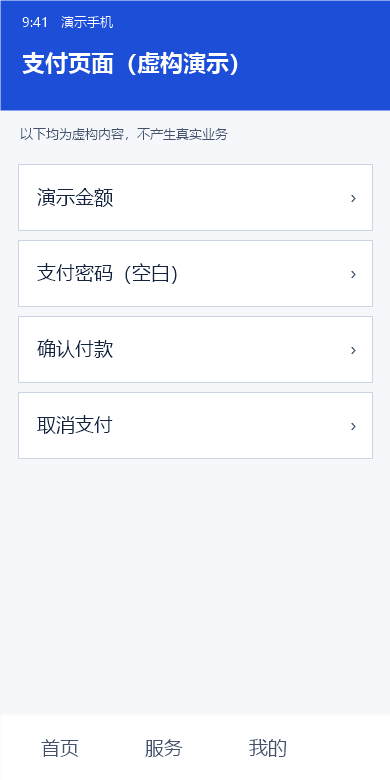 9:41 演示手机
支付页面（虚构演示）
以下均为虚构内容，不产生真实业务
演示金额 ›
支付密码（空白） ›
确认付款 ›
取消支付 ›
首页 服务 我的